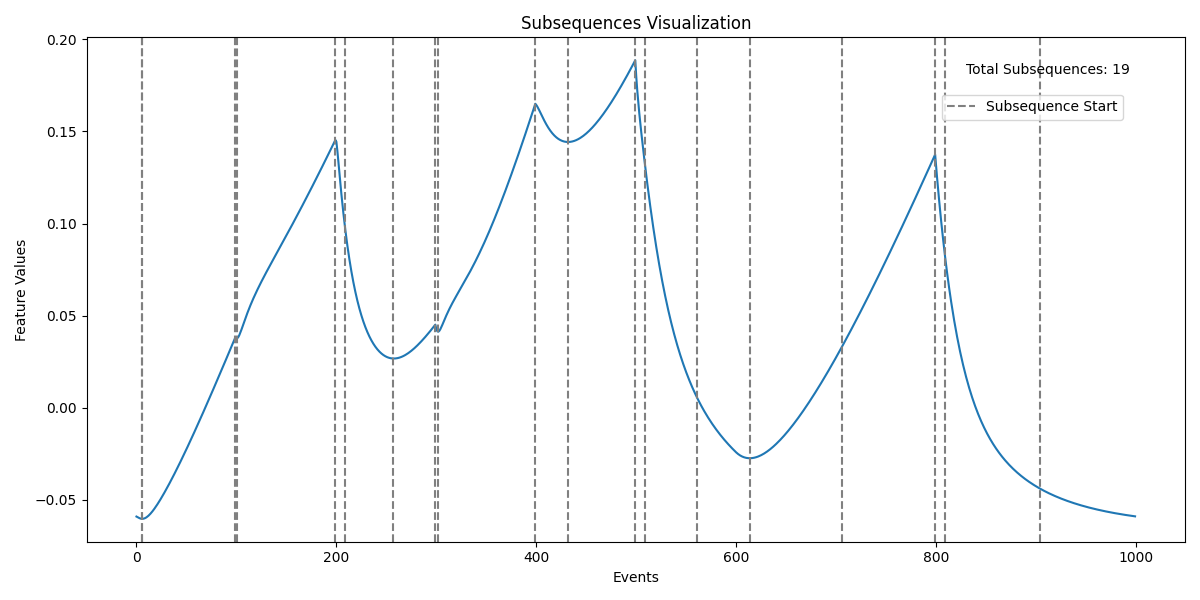 Subsequences Visualization
Total Subsequences: 19
Subsequence Start
Feature Values
0.20
0.15
0.10
0.05
0.00
−0.05
0
200
400
600
800
1000
Events